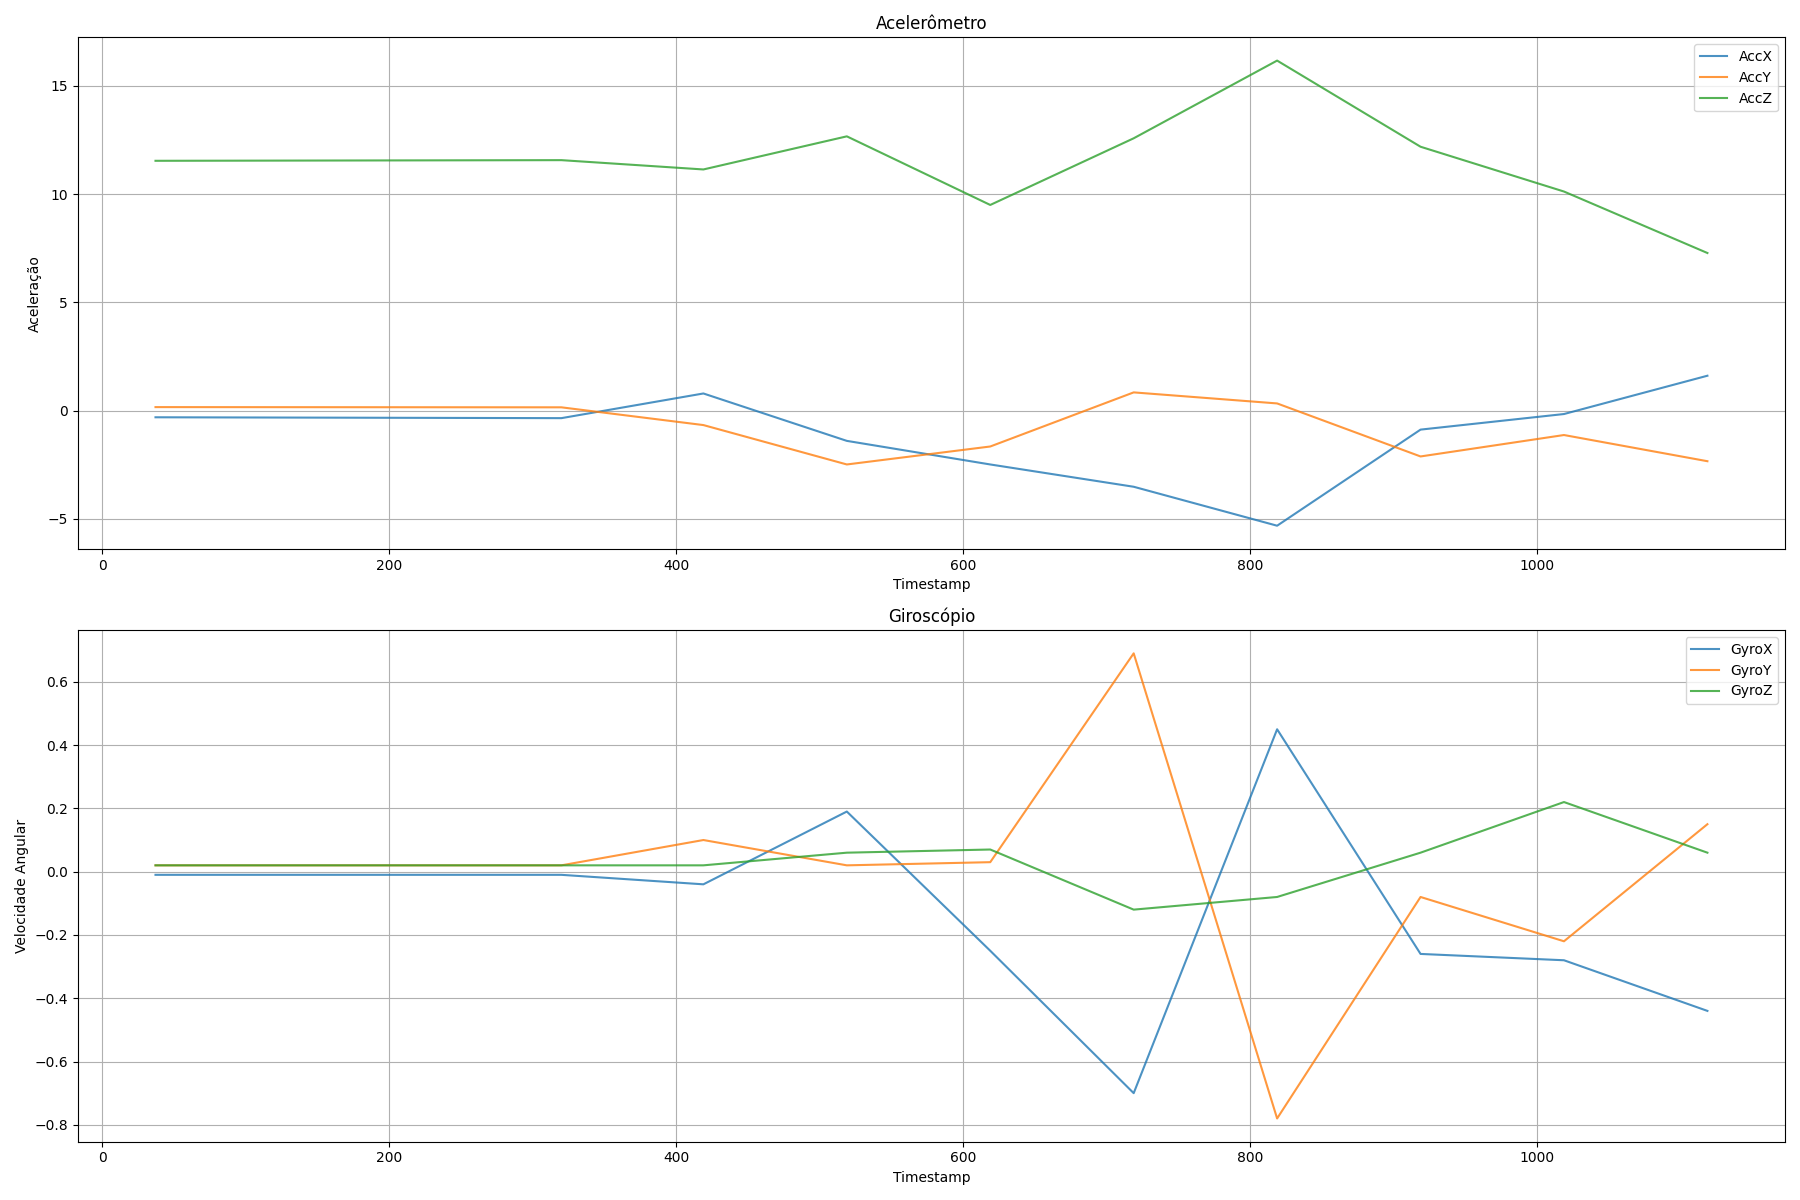 Acelerômetro
AccX
AccY
AccZ
15
10
5
0
−5
Aceleração
0 200 400 600 800 1000
Timestamp
Giroscópio
GyroX
GyroY
GyroZ
0.6
0.4
0.2
0.0
−0.2
−0.4
−0.6
−0.8
Velocidade Angular
0 200 400 600 800 1000
Timestamp